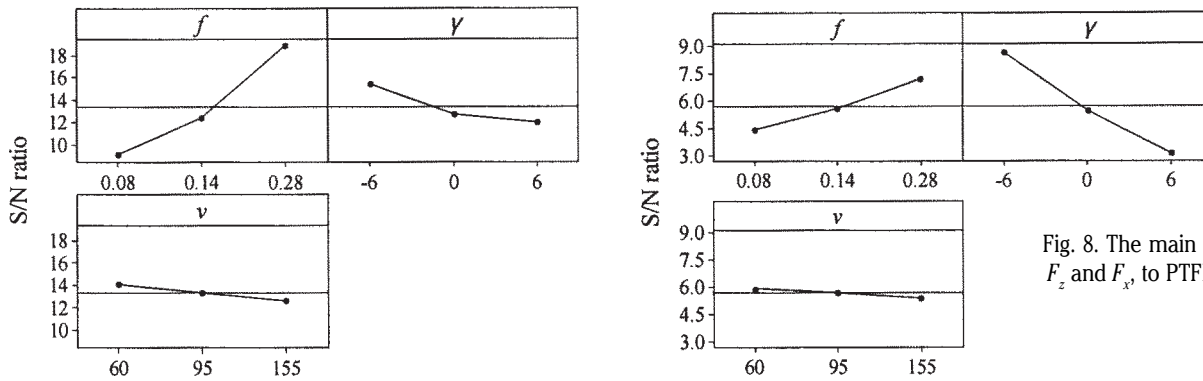 f γ
18
16
14
12
10
0.08 0.14 0.28 -6 0 6
S/N ratio
v
18
16
14
12
10
60 95 155
f γ
9.0
7.5
6.0
4.5
3.0
0.08 0.14 0.28 -6 0 6
S/N ratio
v
9.0
7.5
6.0
4.5
3.0
60 95 155
Fig. 8. The main
Fz and Fx, to PTF